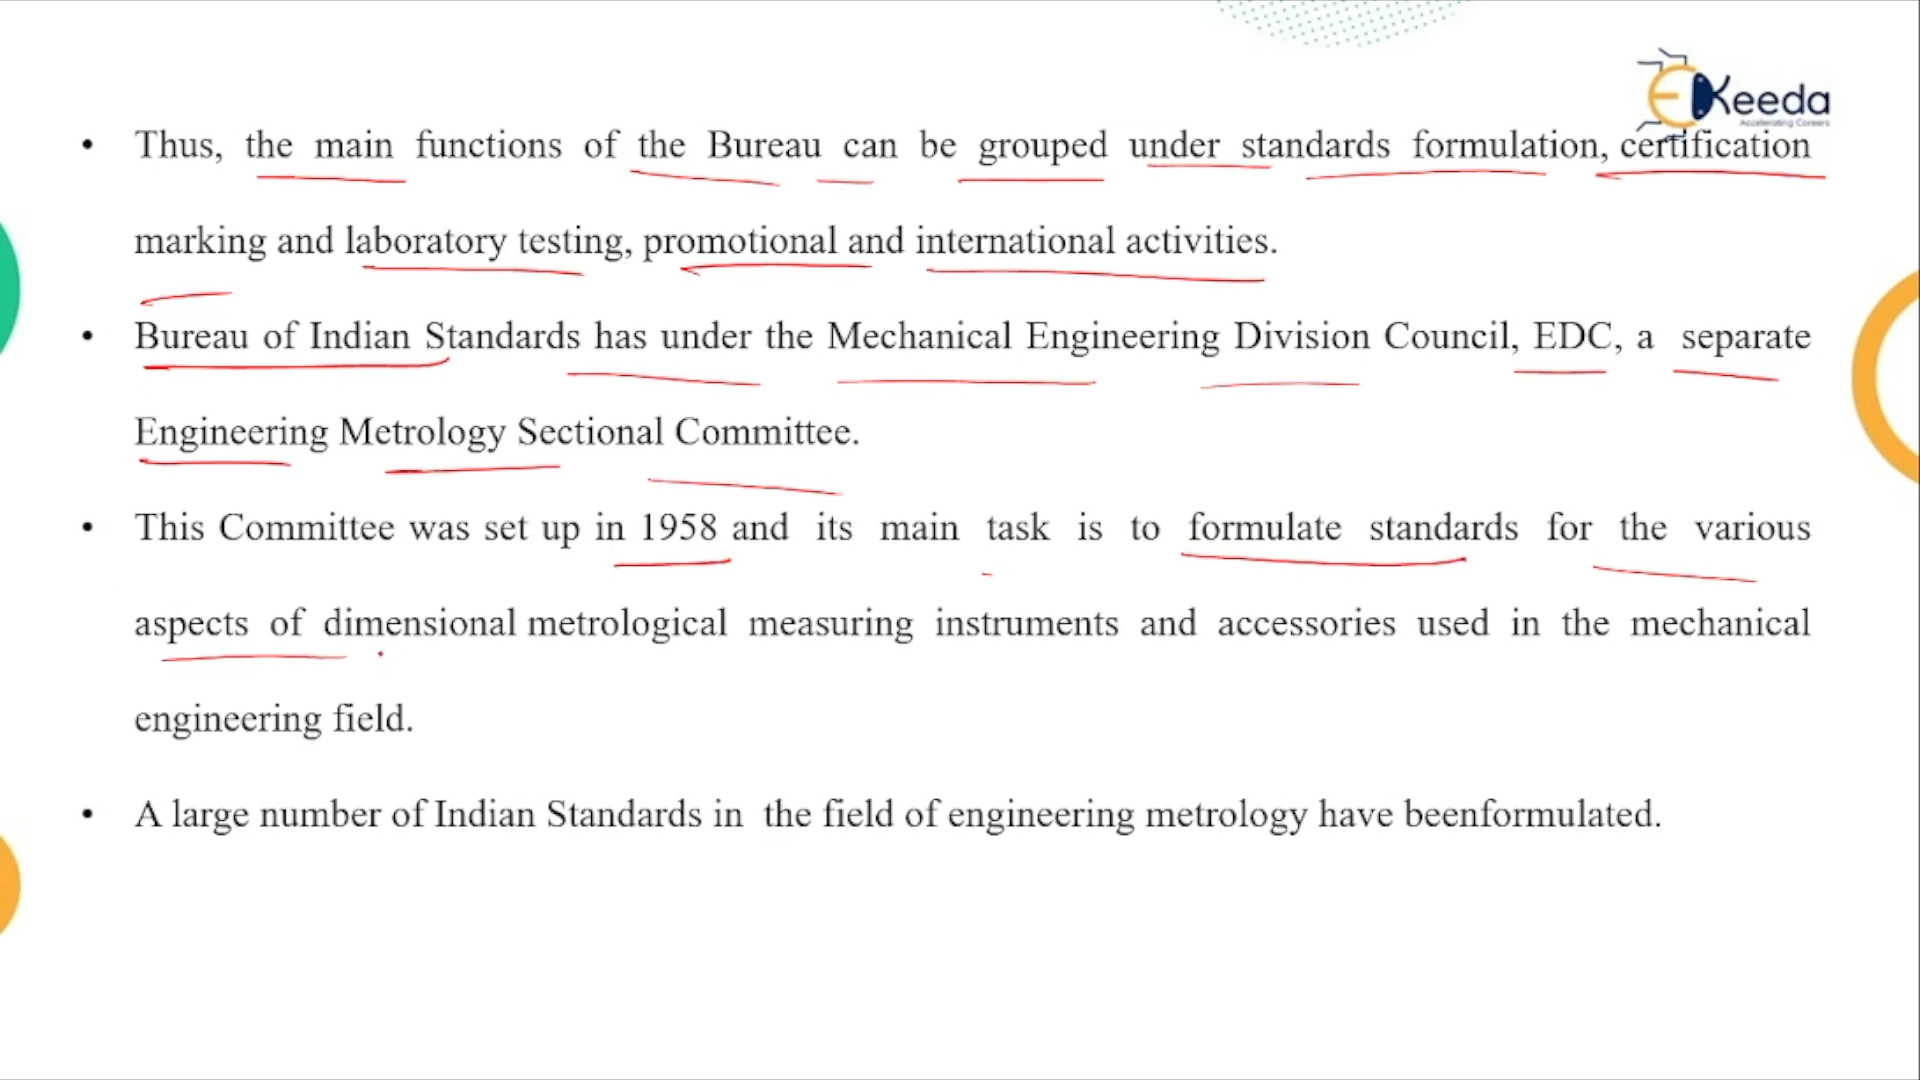 EKeeda
Accelerating Careers
• Thus, the main functions of the Bureau can be grouped under standards formulation, certification
marking and laboratory testing, promotional and international activities.
• Bureau of Indian Standards has under the Mechanical Engineering Division Council, EDC, a separate
Engineering Metrology Sectional Committee.
• This Committee was set up in 1958 and its main task is to formulate standards for the various
aspects of dimensional metrological measuring instruments and accessories used in the mechanical
engineering field.
• A large number of Indian Standards in the field of engineering metrology have beenformulated.